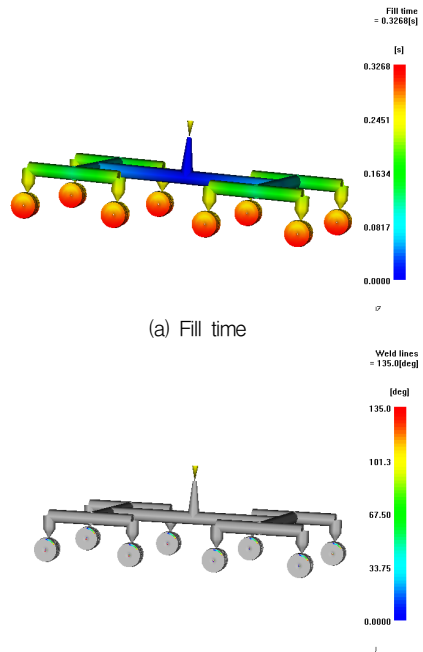 Fill time
= 0.3268[s]
[s]
0.3268
0.2451
0.1634
0.0817
0.0000
(a) Fill time
Weld lines
= 135.0[deg]
[deg]
135.0
101.3
67.50
33.75
0.0000